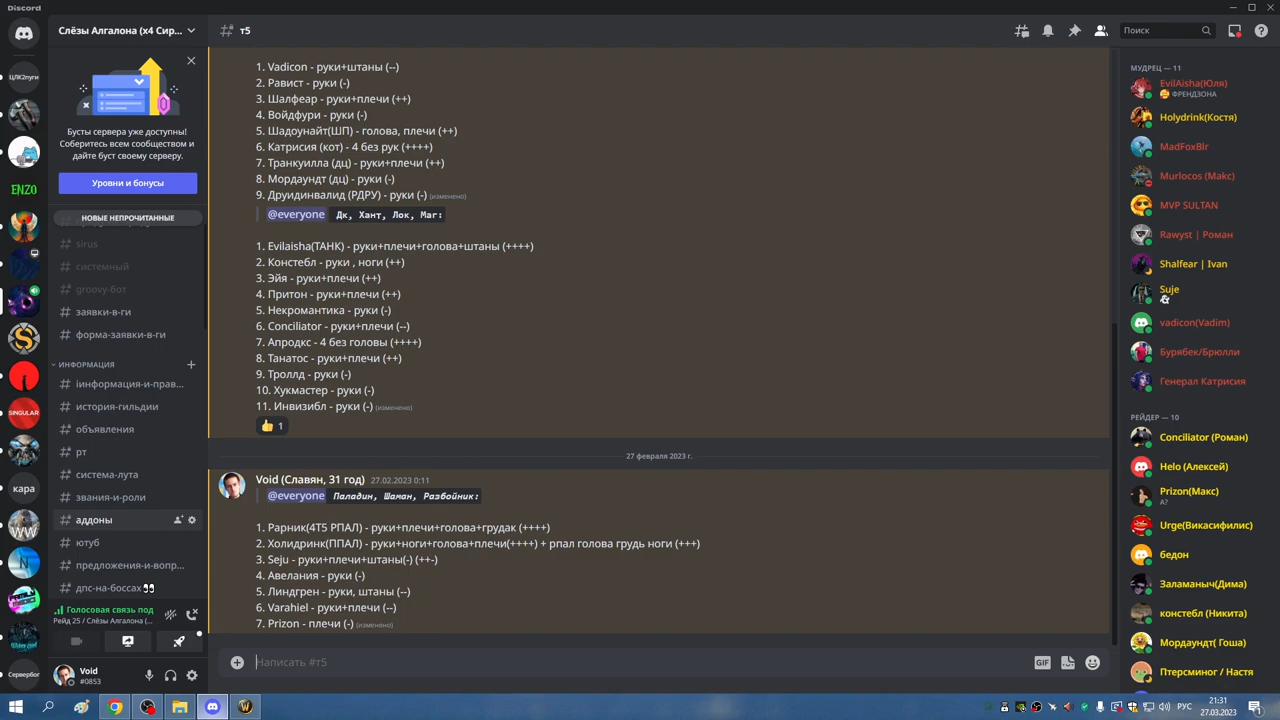 Discord
Слёзы Алгалона (x4 Сир...
т5
Поиск
Бусты сервера уже доступны!
Соберитесь всем сообществом и
дайте буст своему серверу.
Уровни и бонусы
НОВЫЕ НЕПРОЧИТАННЫЕ
sirus
системный
groovy-бот
заявки-в-ги
форма-заявки-в-ги
ИНФОРМАЦИЯ
iинформация-и-прав...
история-гильдии
объявления
рт
система-лута
звания-и-роли
аддоны
ютуб
предложения-и-вопр...
дпс-на-боссах
Голосовая связь под
Рейд 25 / Слёзы Алгалона (...
Void
#0853
ЦЛК2пуги
ENZO
SINGULAR
кара
WW
Сервербог
1. Vadicon - руки+штаны (--)
2. Равист - руки (-)
3. Шалфеар - руки+плечи (++)
4. Войдфури - руки (-)
5. Шадоунайт(ШП) - голова, плечи (++)
6. Катрисия (кот) - 4 без рук (++++)
7. Транкуилла (дц) - руки+плечи (++)
8. Мордаундт (дц) - руки (-)
9. Друидинвалид (РДРУ) - руки (-) (изменено)
@everyone Дк, Хант, Лок, Маг:
1. Evilaisha(ТАНК) - руки+плечи+голова+штаны (++++)
2. Констебл - руки , ноги (++)
3. Эйя - руки+плечи (++)
4. Притон - руки+плечи (++)
5. Некромантика - руки (-)
6. Conciliator - руки+плечи (--)
7. Апродкс - 4 без головы (++++)
8. Танатос - руки+плечи (++)
9. Троллд - руки (-)
10. Хукмастер - руки (-)
11. Инвизибл - руки (-) (изменено)
1
27 февраля 2023 г.
Void (Славян, 31 год) 27.02.2023 0:11
@everyone Паладин, Шаман, Разбойник:
1. Рарник(4Т5 РПАЛ) - руки+плечи+голова+грудак (++++)
2. Холидринк(ППАЛ) - руки+ноги+голова+плечи(++++) + рпал голова грудь ноги (+++)
3. Seju - руки+плечи+штаны(-) (++-)
4. Авелания - руки (-)
5. Линдгрен - руки, штаны (--)
6. Varahiel - руки+плечи (--)
7. Prizon - плечи (-) (изменено)
Написать #т5
GIF
МУДРЕЦ — 11
EvilAisha(Юля)
ФРЕНДЗОНА
Holydrink(Костя)
MadFoxBlr
Murlocos (Макс)
MVP SULTAN
Rawyst | Роман
Shalfear | Ivan
Suje
vadicon(Vadim)
Бурябек/Брюлли
Генерал Катрисия
РЕЙДЕР — 10
Conciliator (Роман)
Helo (Алексей)
Prizon(Макс)
А?
Urge(Викасифилис)
бедон
Заламаныч(Дима)
констебл (Никита)
Мордаундт( Гоша)
Птерсминог / Настя
РУС
21:31
27.03.2023
1